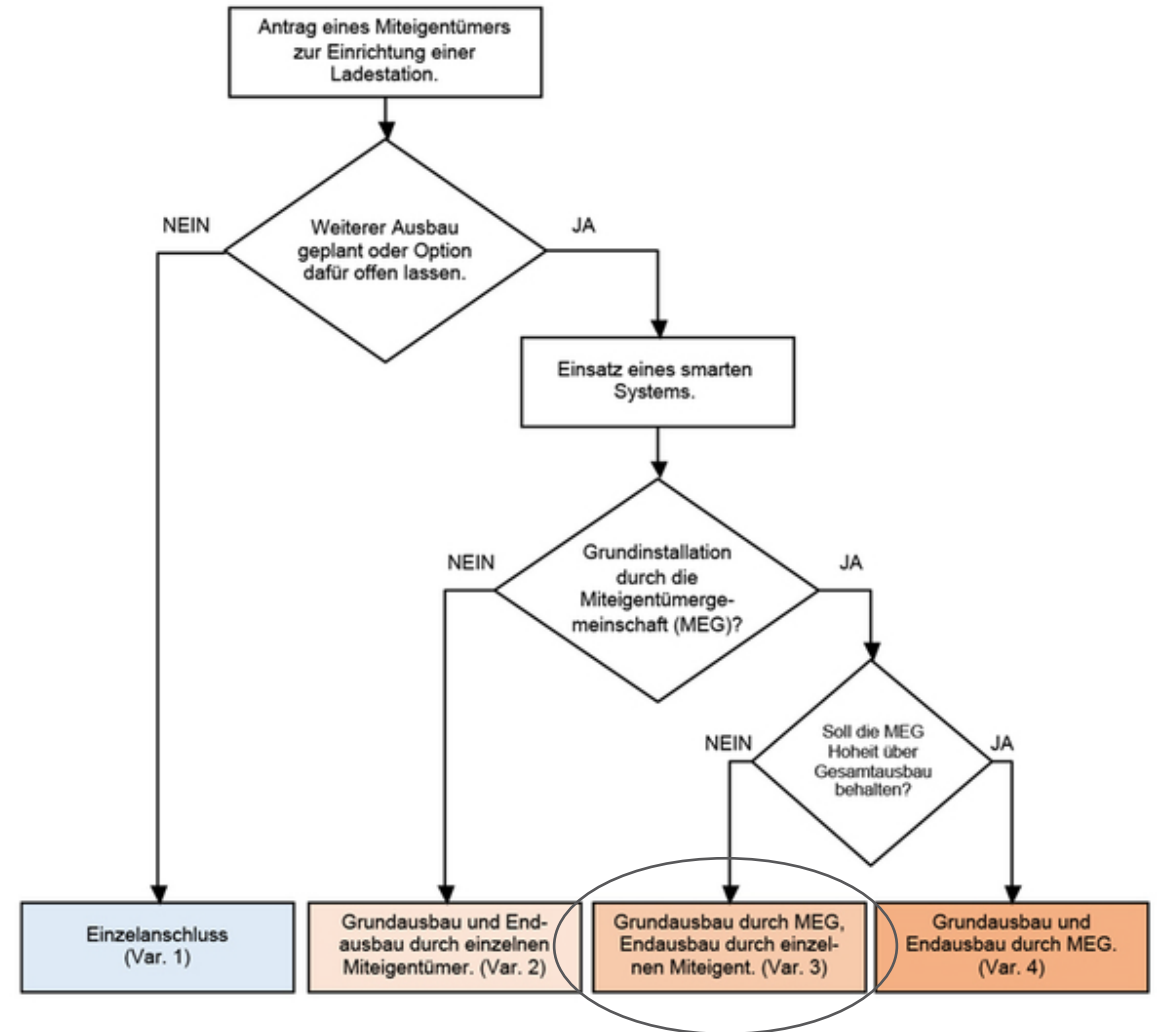 Antrag eines Miteigentümers
zur Einrichtung einer
Ladestation.
NEIN
JA
Weiterer Ausbau
geplant oder Option
dafür offen lassen.
Einsatz eines smarten
Systems.
NEIN
JA
Grundinstallation
durch die
Miteigentümerge-
meinschaft (MEG)?
NEIN
JA
Soll die MEG
Hoheit über
Gesamtausbau
behalten?
Einzelanschluss
(Var. 1)
Grundausbau und End-
ausbau durch einzelnen
Miteigentümer. (Var. 2)
Grundausbau durch MEG,
Endausbau durch einzel-
nen Miteigent. (Var. 3)
Grundausbau und
Endausbau durch MEG.
(Var. 4)